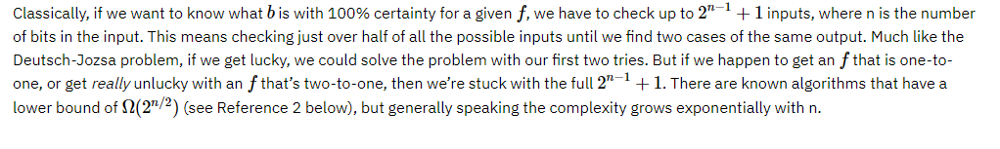 Classically, if we want to know what b is with 100% certainty for a given f, we have to check up to 2ⁿ⁻¹ + 1 inputs, where n is the number
of bits in the input. This means checking just over half of all the possible inputs until we find two cases of the same output. Much like the
Deutsch-Jozsa problem, if we get lucky, we could solve the problem with our first two tries. But if we happen to get an f that is one-to-
one, or get really unlucky with an f that's two-to-one, then we're stuck with the full 2ⁿ⁻¹ + 1. There are known algorithms that have a
lower bound of Ω(2ⁿᐟ²) (see Reference 2 below), but generally speaking the complexity grows exponentially with n.